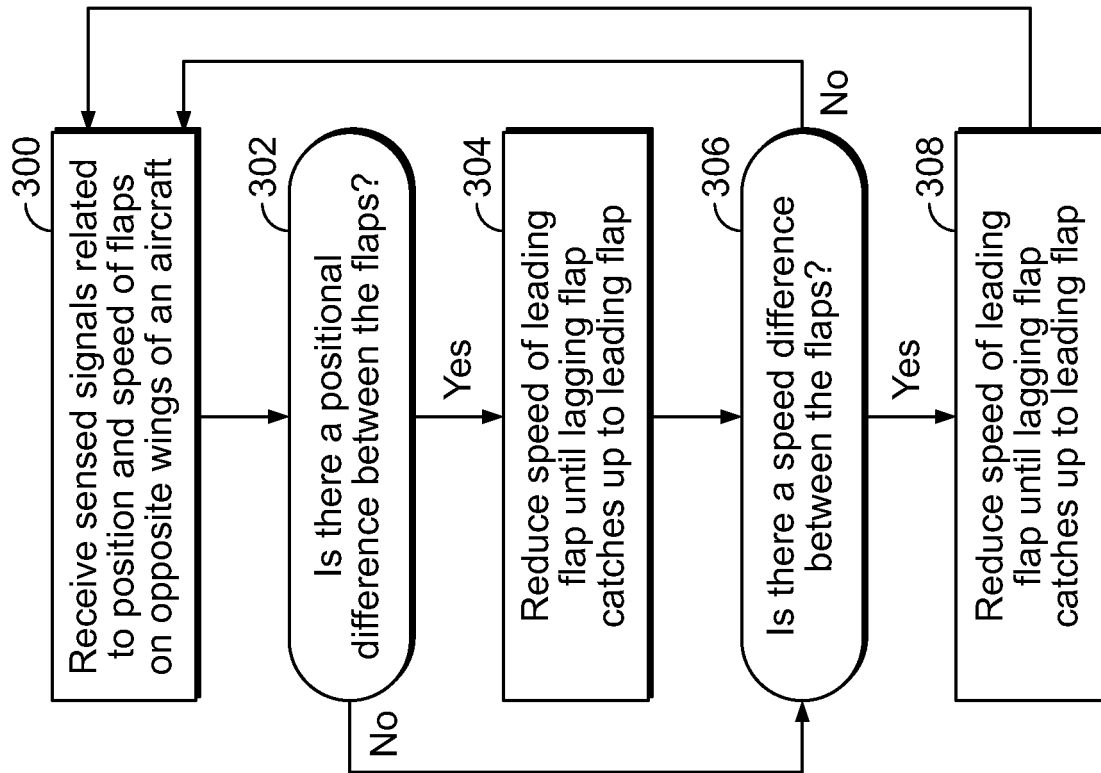 300
Receive sensed signals related
to position and speed of flaps
on opposite wings of an aircraft
302
Is there a positional
difference between the flaps?
No
Yes
304
Reduce speed of leading
flap until lagging flap
catches up to leading flap
306
Is there a speed difference
between the flaps?
No
Yes
308
Reduce speed of leading
flap until lagging flap
catches up to leading flap